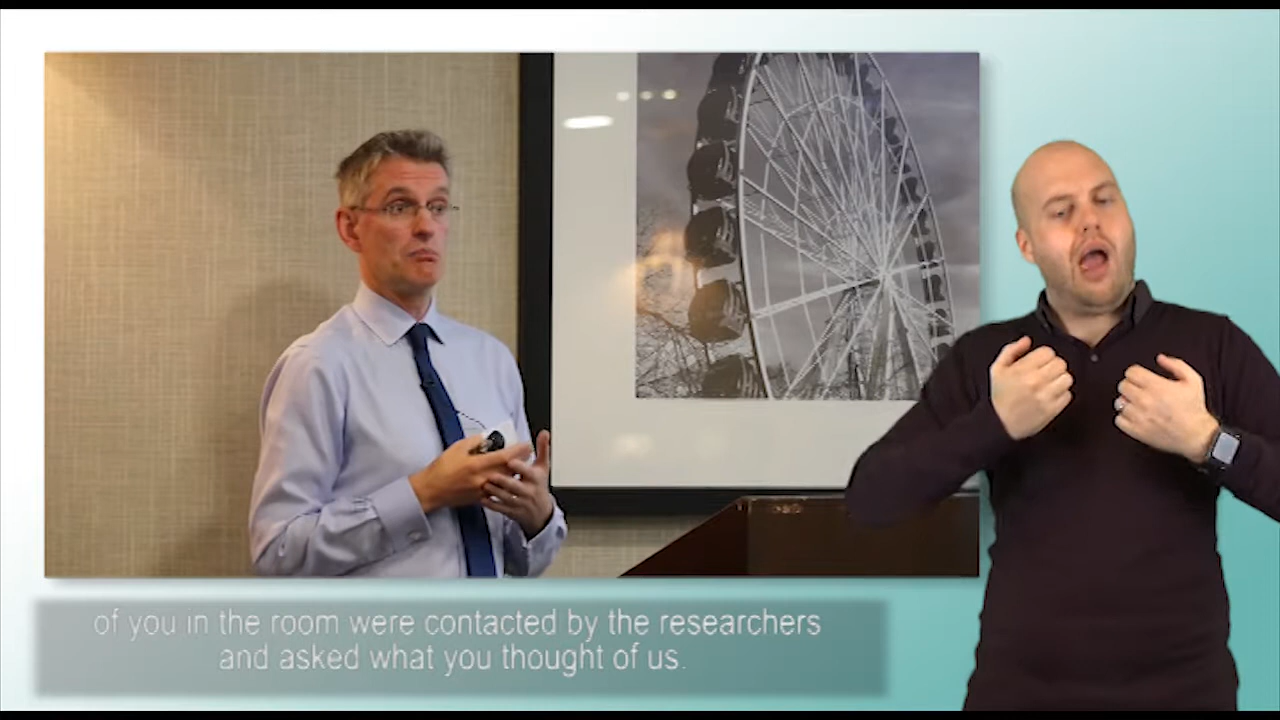 of you in the room were contacted by the researchers
and asked what you thought of us.